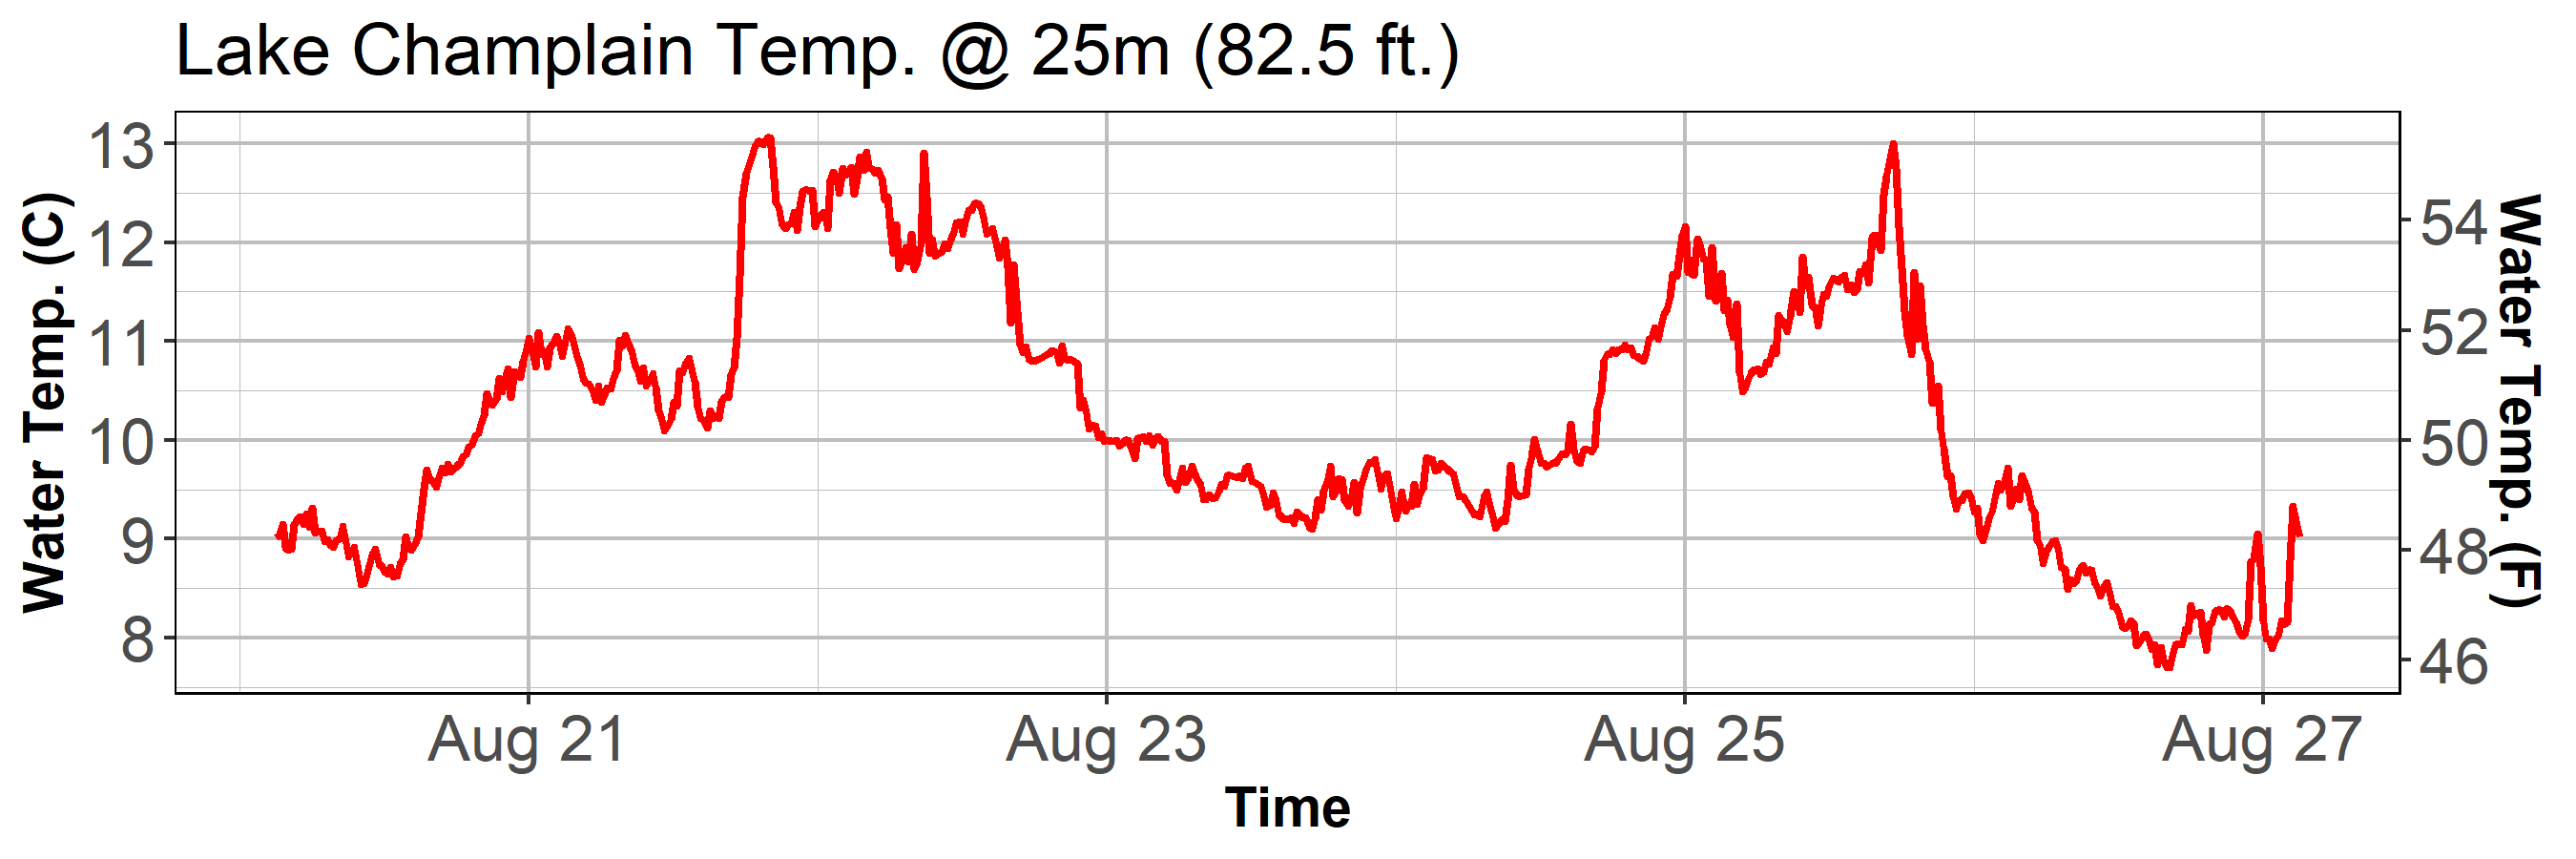 Lake Champlain Temp. @ 25m (82.5 ft.)
Water Temp. (C)
13
12
11
10
9
8
54
52
50
48
46
Water Temp. (F)
Aug 21
Aug 23
Aug 25
Aug 27
Time